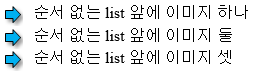 순서 없는 list 앞에 이미지 하나
순서 없는 list 앞에 이미지 둘
순서 없는 list 앞에 이미지 셋